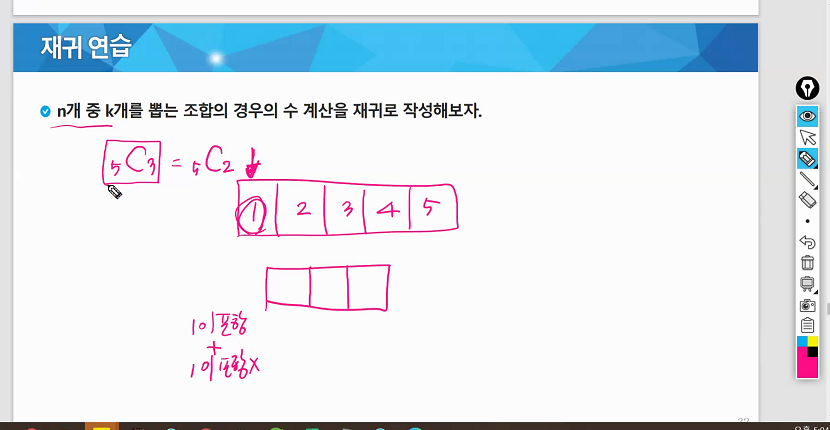 재귀 연습
n개 중 k개를 뽑는 조합의 경우의 수 계산을 재귀로 작성해보자.
₅C₃ = ₅C₂
1 2 3 4 5
1이 포함
+
1이 포함 X